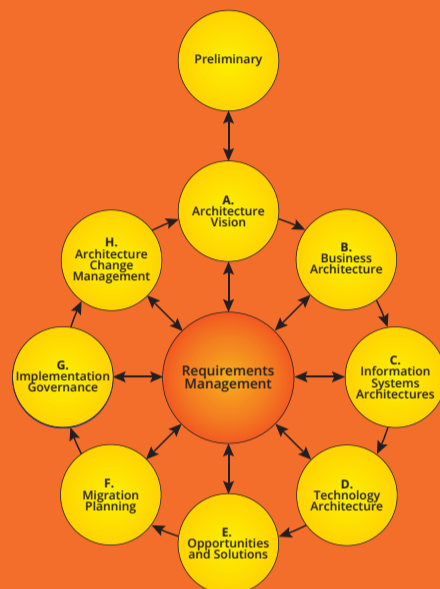 Preliminary
A.
Architecture
Vision
B.
Business
Architecture
C.
Information
Systems
Architectures
D.
Technology
Architecture
E.
Opportunities
and Solutions
F.
Migration
Planning
G.
Implementation
Governance
H.
Architecture
Change
Management
Requirements
Management